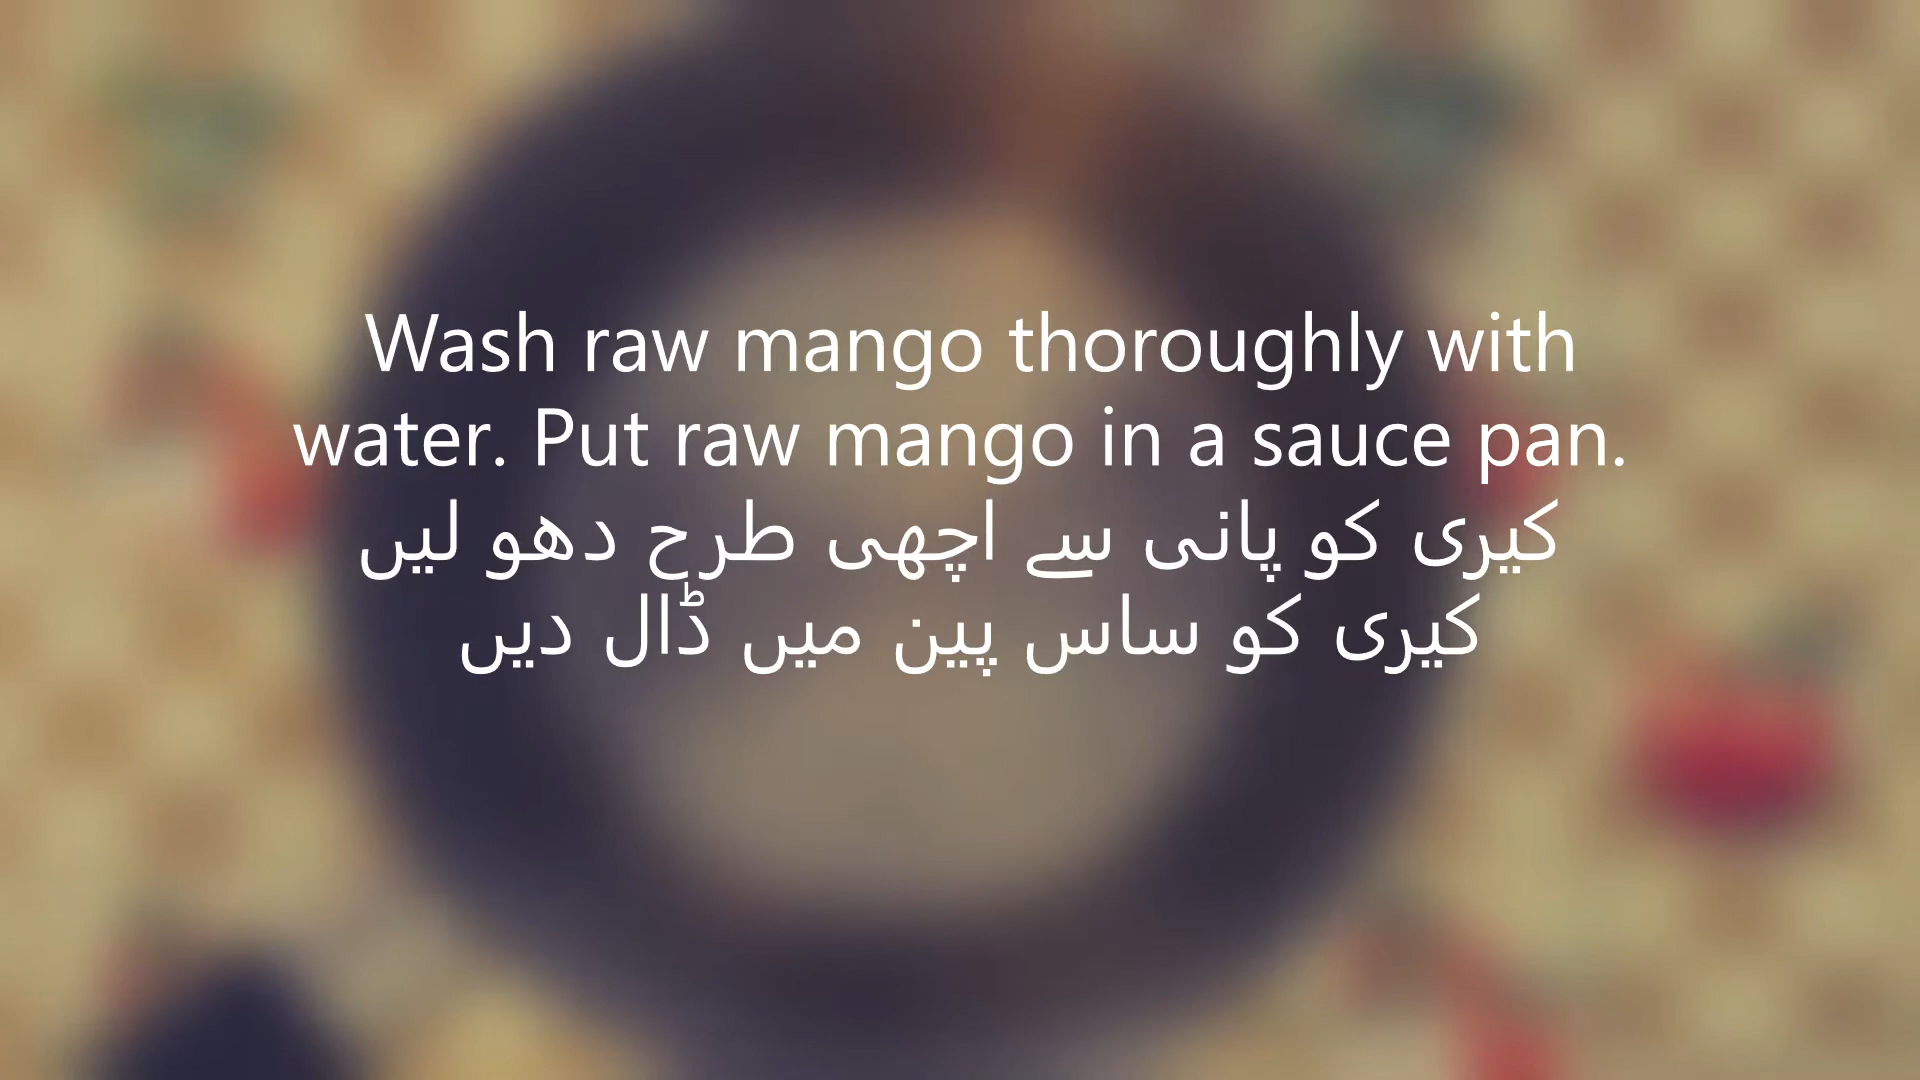 Wash raw mango thoroughly with
water. Put raw mango in a sauce pan.
کیری کو پانی سے اچھی طرح دھو لیں
کیری کو ساس پین میں ڈال دیں